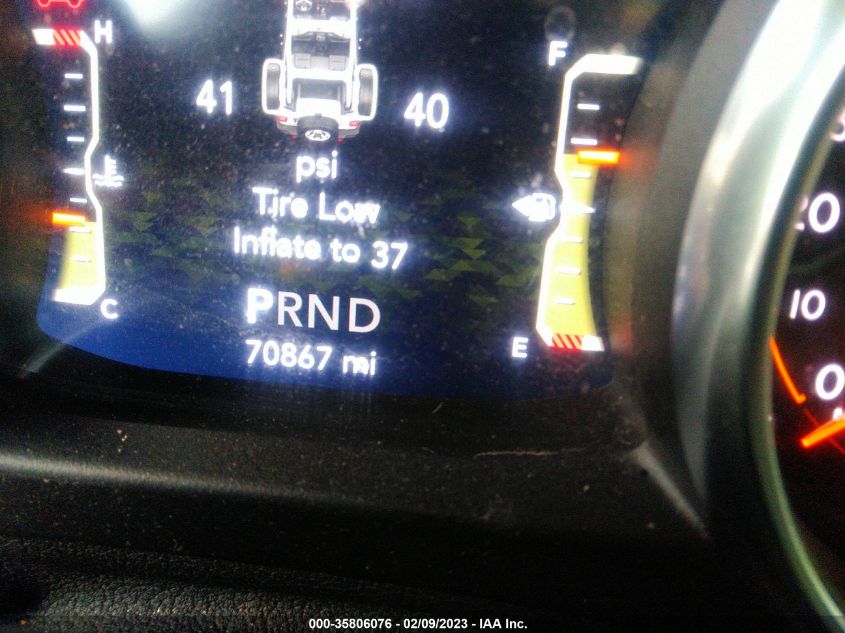 H
F
41
40
psi
Tire Low
Inflate to 37
PRND
70867 mi
C
E
20
10
0
000-35806076 - 02/09/2023 - IAA Inc.